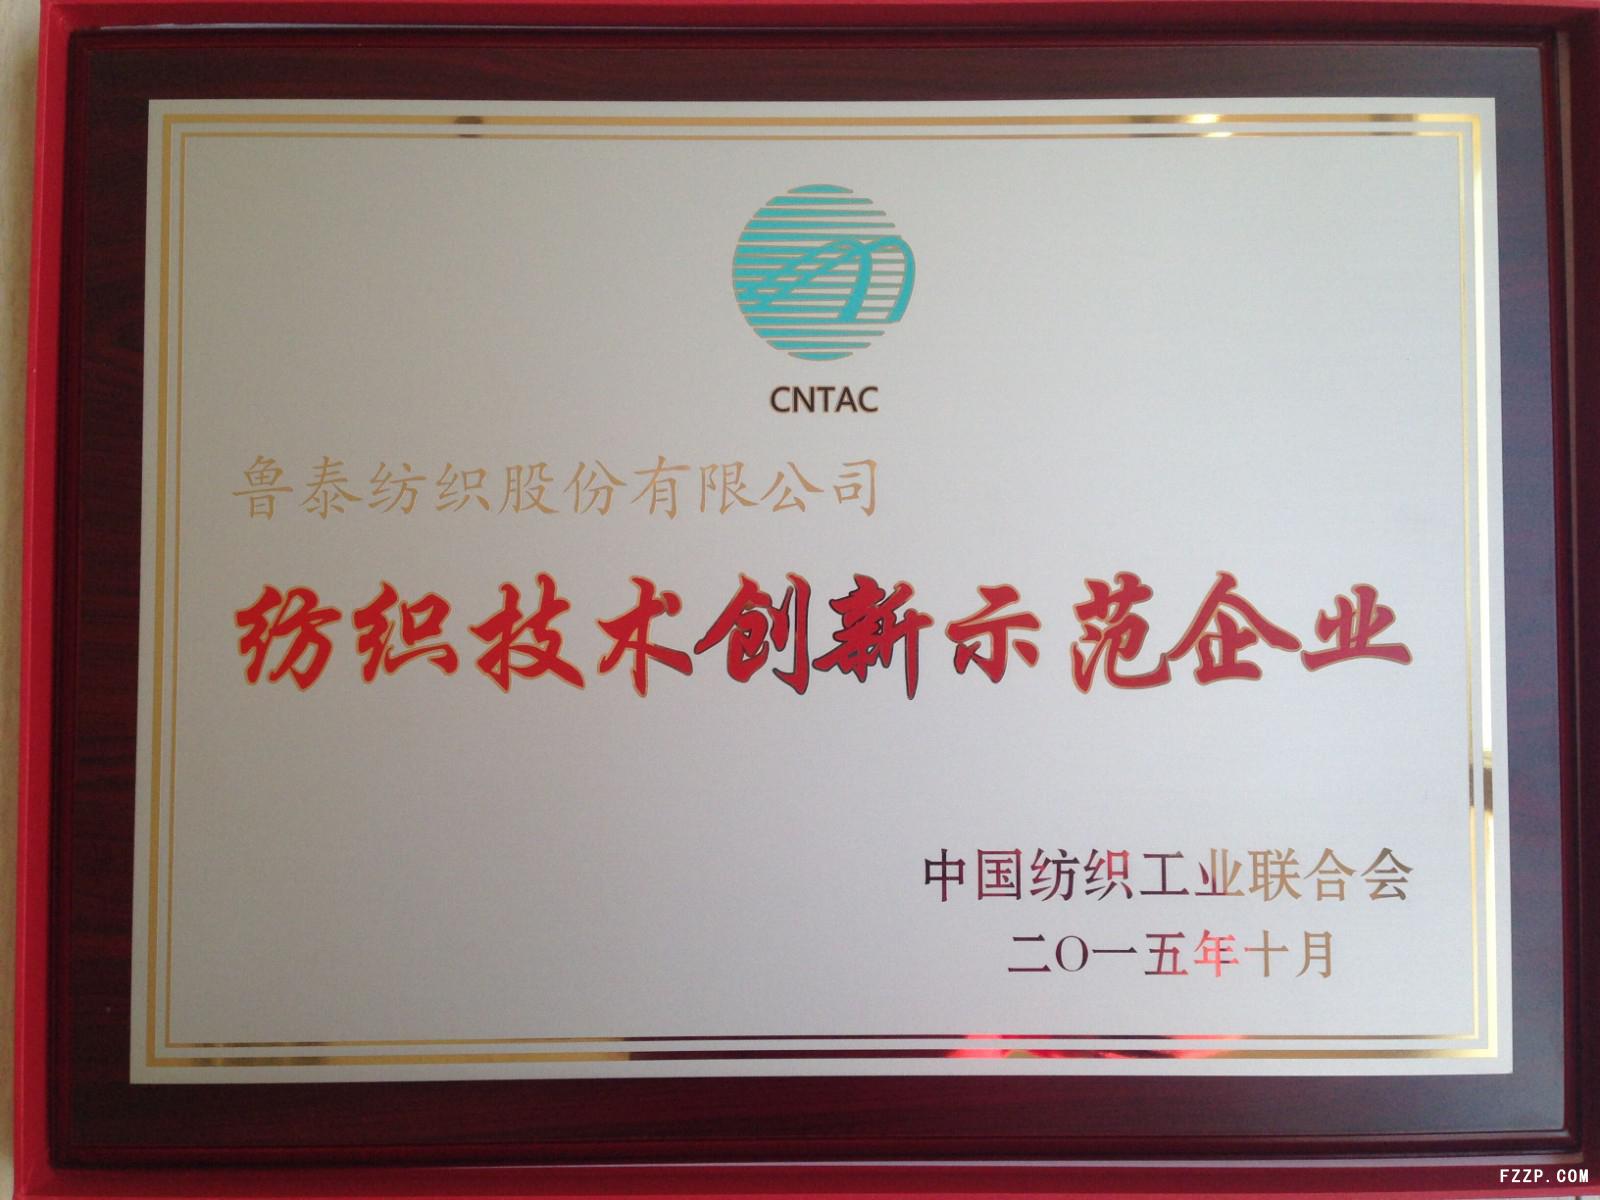 CNTAC
鲁泰纺织股份有限公司
纺织技术创新示范企业
中国纺织工业联合会
二〇一五年十月
FZZP.COM